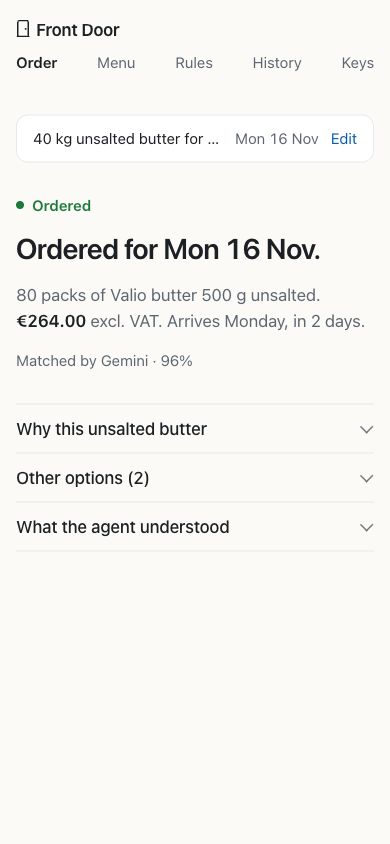 Front Door
Order Menu Rules History Keys
40 kg unsalted butter for ... Mon 16 Nov Edit
Ordered
Ordered for Mon 16 Nov.
80 packs of Valio butter 500 g unsalted.
€264.00 excl. VAT. Arrives Monday, in 2 days.
Matched by Gemini · 96%
Why this unsalted butter
Other options (2)
What the agent understood